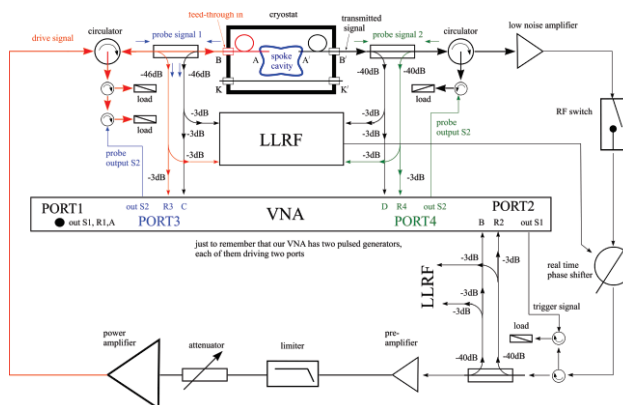 drive signal
circulator
probe signal 1
feed-through in
cryostat
transmitted
signal
probe signal 2
circulator
low noise amplifier
B
A
spoke
cavity
A'
B'
K
K'
-46dB
-46dB
-40dB
-40dB
load
load
load
probe
output S2
probe
output S2
RF switch
-3dB
-3dB
-3dB
-3dB
-3dB
-3dB
LLRF
-3dB
-3dB
PORT1
out S1, R1,A
out S2
R3
C
PORT3
VNA
D
R4
out S2
PORT4
PORT2
B
R2
out S1
just to remember that our VNA has two pulsed generators,
each of them driving two ports
real time
phase shifter
-3dB
-3dB
-3dB
-3dB
LLRF
trigger signal
load
power
amplifier
attenuator
limiter
pre-
amplifier
-40dB
-40dB